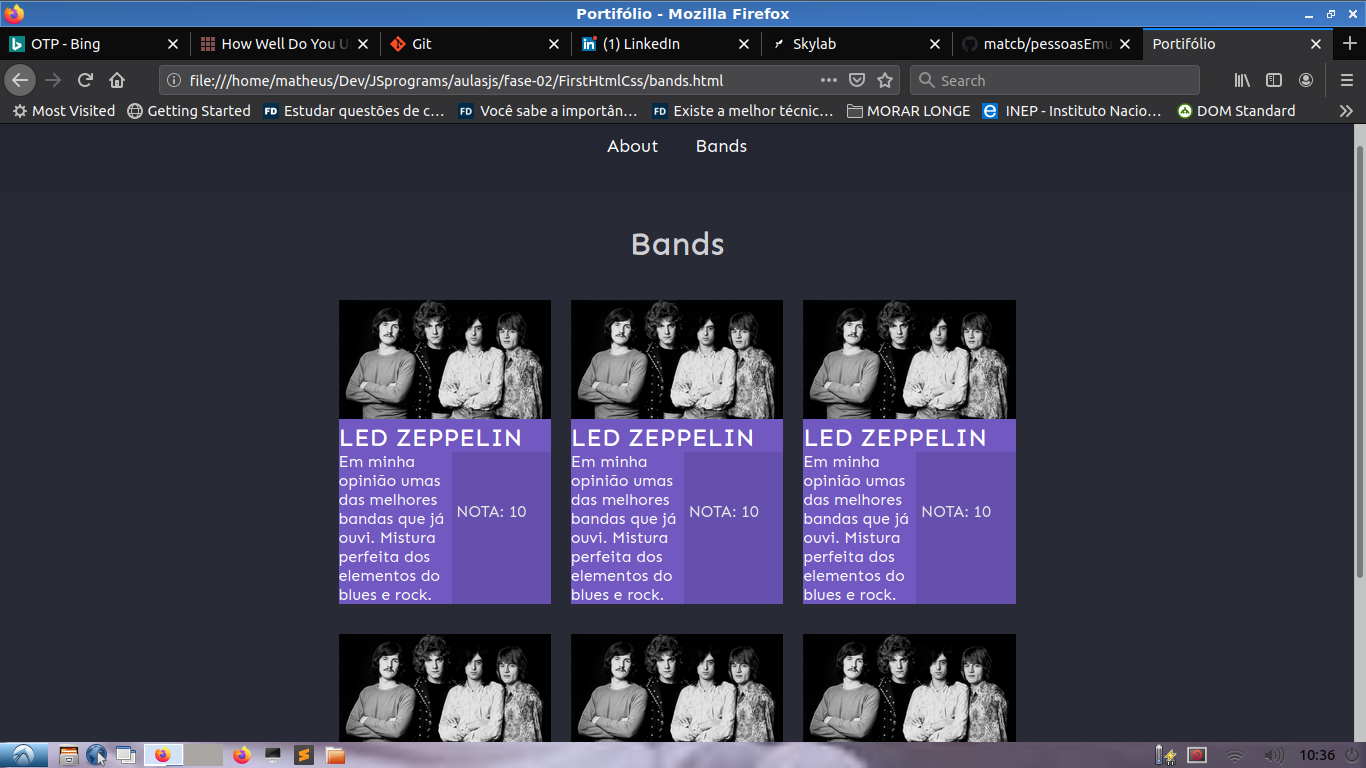 Portifólio - Mozilla Firefox
OTP - Bing
How Well Do You U
Git
(1) LinkedIn
Skylab
matcb/pessoasEmu
Portifólio
file:///home/matheus/Dev/JSprograms/aulasjs/fase-02/FirstHtmlCss/bands.html
Search
Most Visited
Getting Started
FD Estudar questões de c…
FD Você sabe a importân…
FD Existe a melhor técnic…
MORAR LONGE
INEP - Instituto Nacio…
DOM Standard
About Bands
Bands
LED ZEPPELIN
Em minha
opinião umas
das melhores
bandas que já
ouvi. Mistura
perfeita dos
elementos do
blues e rock.
NOTA: 10
LED ZEPPELIN
Em minha
opinião umas
das melhores
bandas que já
ouvi. Mistura
perfeita dos
elementos do
blues e rock.
NOTA: 10
LED ZEPPELIN
Em minha
opinião umas
das melhores
bandas que já
ouvi. Mistura
perfeita dos
elementos do
blues e rock.
NOTA: 10
10:36